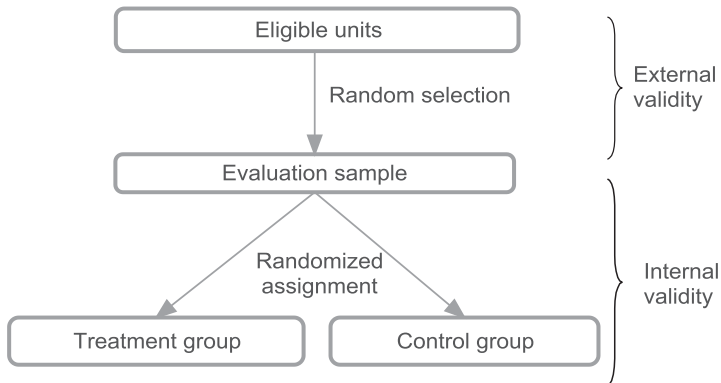 Eligible units
Random selection
External
validity
Evaluation sample
Randomized
assignment
Internal
validity
Treatment group
Control group